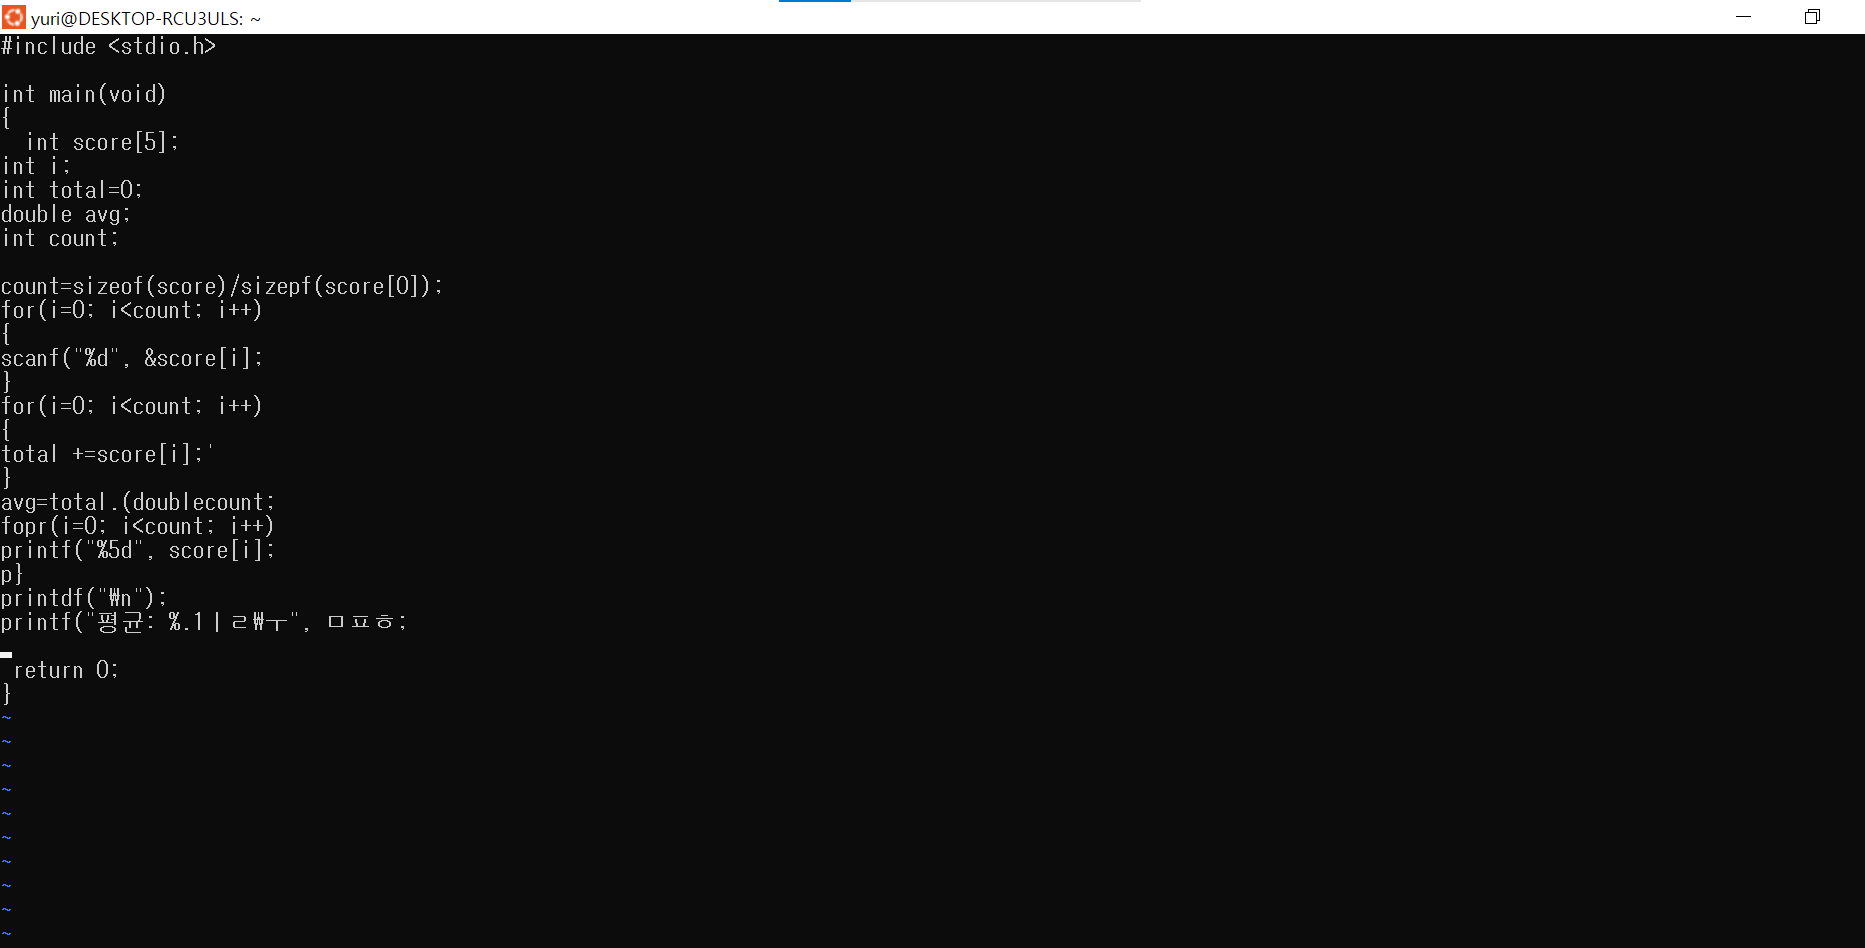 yuri@DESKTOP-RCU3ULS: ~
#include <stdio.h>
int main(void)
{
int score[5];
int i;
int total=0;
double avg;
int count;
count=sizeof(score)/sizepf(score[0]);
for(i=0; i<count; i++)
{
scanf("%d", &score[i];
}
for(i=0; i<count; i++)
{
total +=score[i];'
}
avg=total.(doublecount;
fopr(i=0; i<count; i++)
printf("%5d", score[i];
p}
printdf("₩n");
printf("평균: %.1ㅣㄹ₩ㅜ", ㅁㅍㅎ;
return 0;
}
~
~
~
~
~
~
~
~
~
~